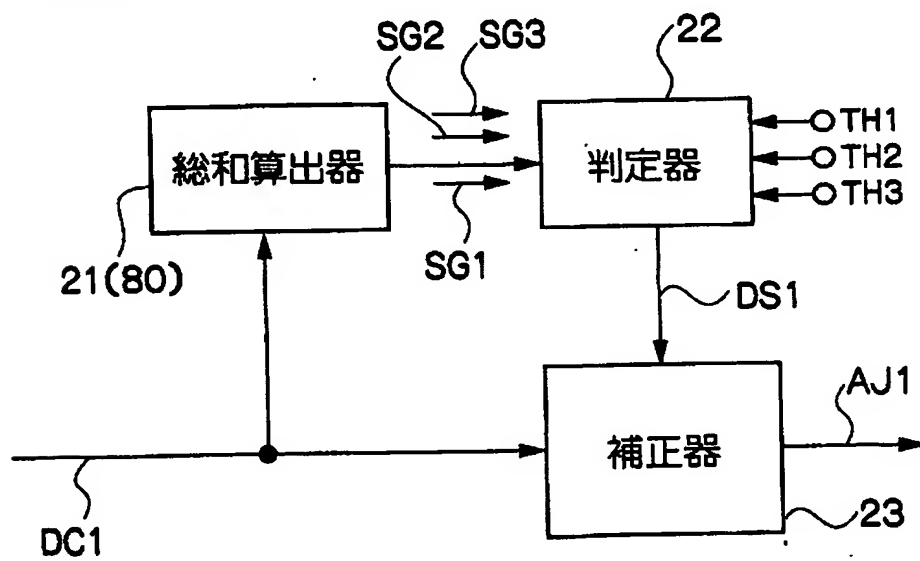 SG2
SG3
22
総和算出器
判定器
TH1
TH2
TH3
21(80)
SG1
DS1
AJ1
補正器
DC1
23